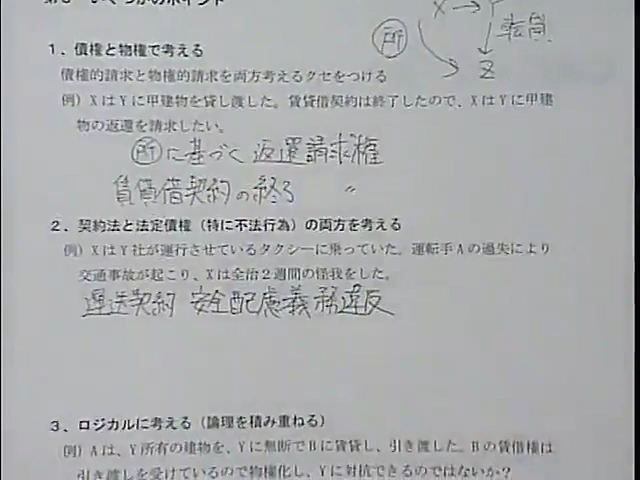 いくつかのポイント
X→Y
所
転貸
Z
1、債権と物権で考える
債権的請求と物権的請求を両方考えるクセをつける
例）XはYに甲建物を貸し渡した。賃貸借契約は終了したので、XはYに甲建
物の返還を請求したい。
所に基づく返還請求権
賃貸借契約の終了 〃
2、契約法と法定債権（特に不法行為）の両方を考える
例）XはY社が運行させているタクシーに乗っていた。運転手Aの過失により
交通事故が起こり、Xは全治2週間の怪我をした。
運送契約 安全配慮義務違反
3、ロジカルに考える（論理を積み重ねる）
例）Aは、Y所有の建物を、Yに無断でBに賃貸し、引き渡した。Bの賃借権は
引き渡しを受けているので物権化し、Yに対抗できるのではないか？